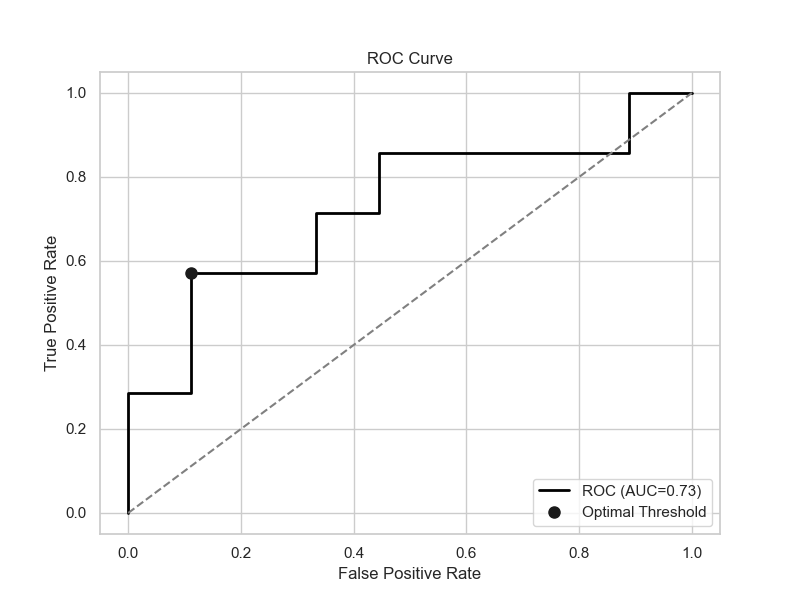 ROC Curve
1.0
0.8
0.6
0.4
0.2
0.0
True Positive Rate
0.0 0.2 0.4 0.6 0.8 1.0
False Positive Rate
ROC (AUC=0.73)
Optimal Threshold